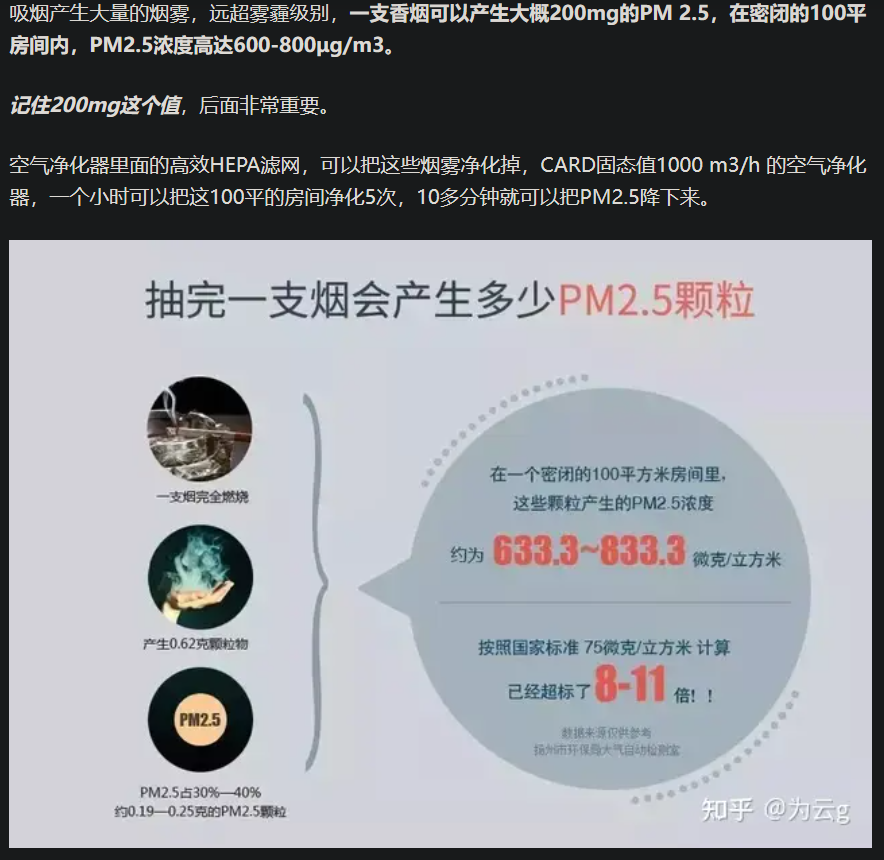 吸烟产生大量的烟雾，远超雾霾级别，一支香烟可以产生大概200mg的PM 2.5，在密闭的100平
房间内，PM2.5浓度高达600-800μg/m3。
记住200mg这个值，后面非常重要。
空气净化器里面的高效HEPA滤网，可以把这些烟雾净化掉，CARD固态值1000 m3/h 的空气净化
器，一个小时可以把这100平的房间净化5次，10多分钟就可以把PM2.5降下来。
抽完一支烟会产生多少PM2.5颗粒
一支烟完全燃烧
产生0.62克颗粒物
PM2.5
PM2.5占30%—40%
约0.19—0.25克的PM2.5颗粒
在一个密闭的100平方米房间里，
这些颗粒产生的PM2.5浓度
约为 633.3~833.3 微克/立方米
按照国家标准 75微克/立方米 计算
已经超标了8-11 倍！！
数据来源仅供参考
扬州市环保局大气自动检测室
知乎 @为云g